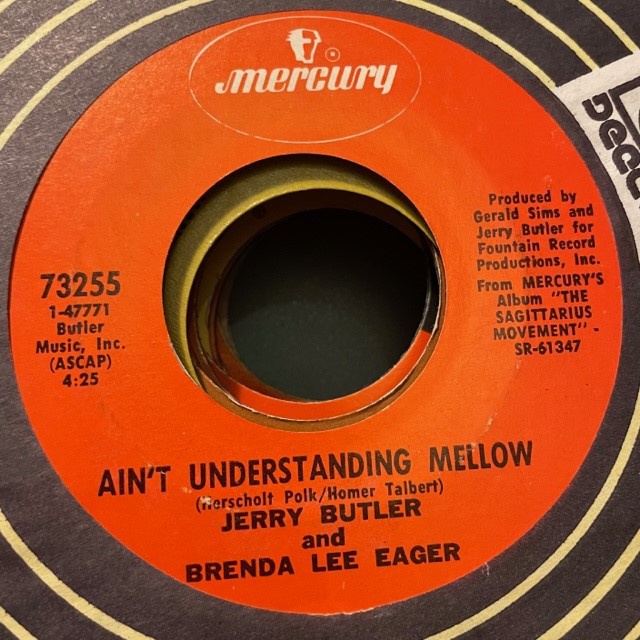 mercury
Produced by
Gerald Sims and
Jerry Butler for
Fountain Record
Productions, Inc.
From MERCURY'S
Album "THE
SAGITTARIUS
MOVEMENT" -
SR-61347
73255
1-47771
Butler
Music, Inc.
(ASCAP)
4:25
AIN'T UNDERSTANDING MELLOW
(Herscholt Polk/Homer Talbert)
JERRY BUTLER
and
BRENDA LEE EAGER